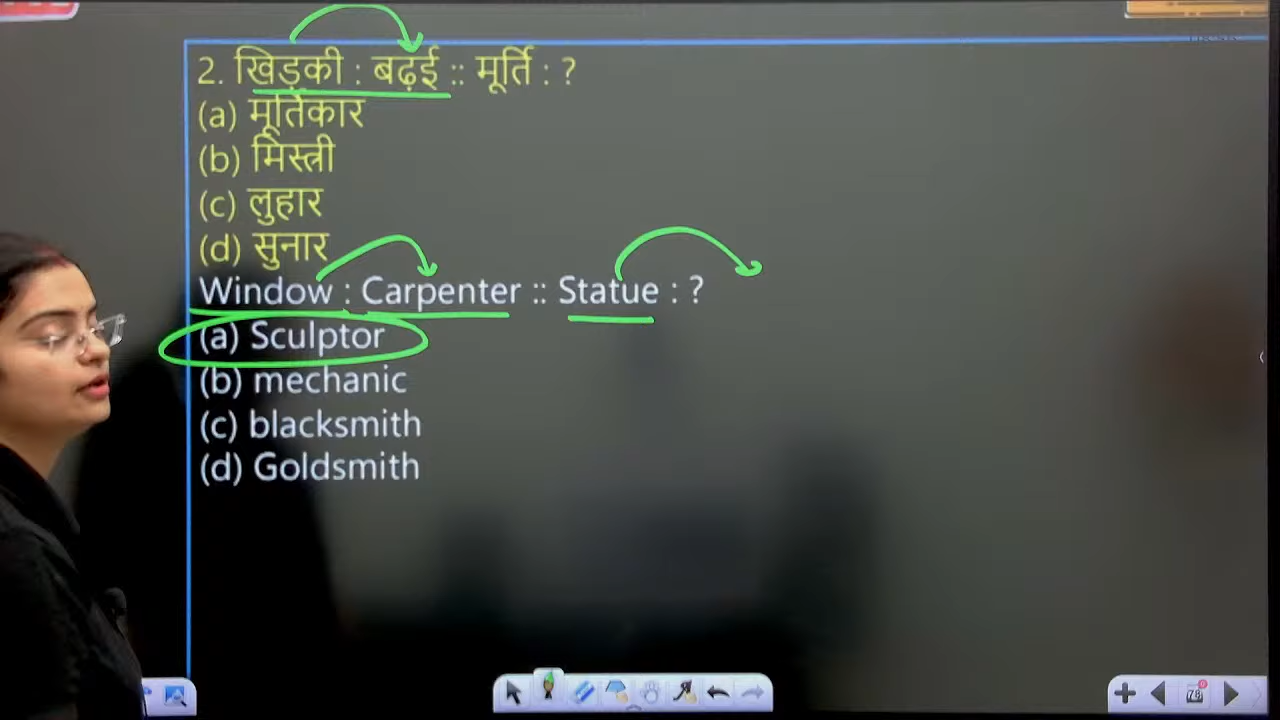 2. खिड़की : बढ़ई :: मूर्ति : ?
(a) मूर्तिकार
(b) मिस्त्री
(c) लुहार
(d) सुनार
Window : Carpenter :: Statue : ?
(a) Sculptor
(b) mechanic
(c) blacksmith
(d) Goldsmith